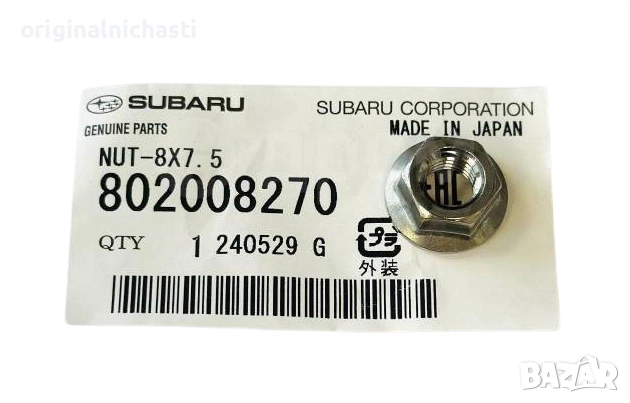 originalnichasti
SUBARU
GENUINE PARTS
SUBARU CORPORATION
MADE IN JAPAN
NUT-8X7.5
802008270
QTY 1 240529 G
EAC
プラ
外装
BAZAR